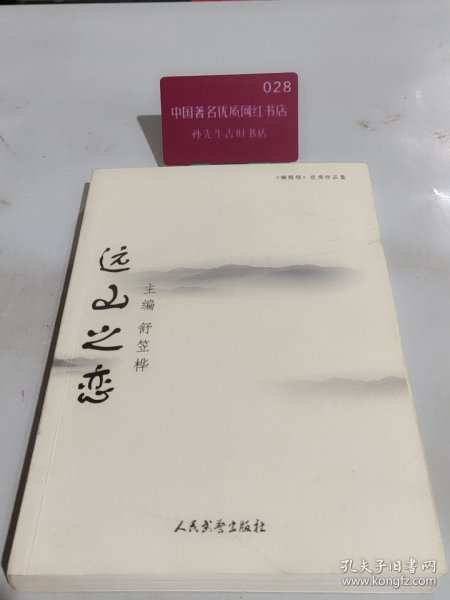 028
中国著名优质网红书店
孙先生古旧书店
《橄榄绿》优秀作品集
远山之恋
主编 舒笠桦
人民武警出版社
孔夫子旧书网
www.kongfz.com